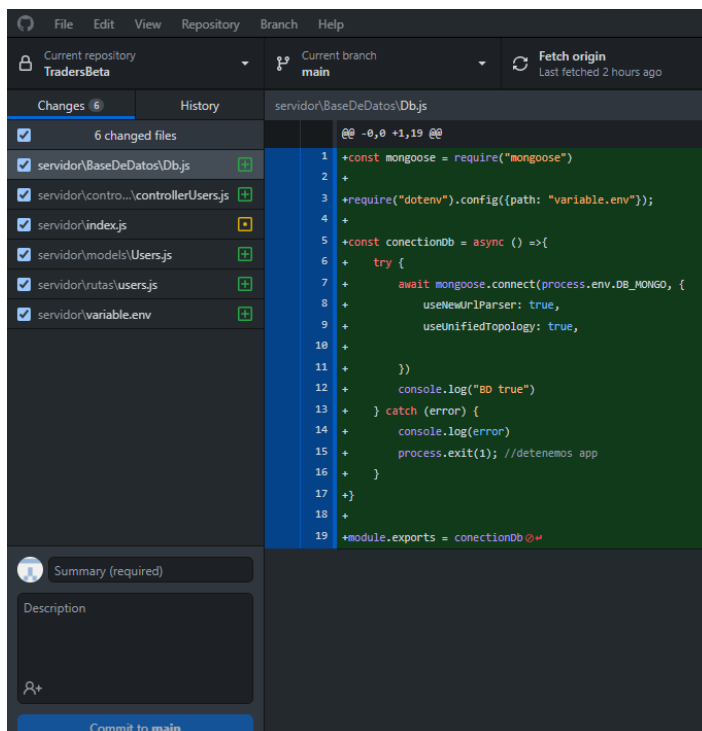 File Edit View Repository Branch Help
Current repository
TradersBeta
Current branch
main
Fetch origin
Last fetched 2 hours ago
Changes 6 History
servidor\BaseDeDatos\Db.js
6 changed files
servidor\BaseDeDatos\Db.js
servidor\contro...\controllerUsers.js
servidor\index.js
servidor\models\Users.js
servidor\rutas\users.js
servidor\variable.env
@@ -0,0 +1,19 @@
1 +const mongoose = require("mongoose")
2 +
3 +require("dotenv").config({path: "variable.env"});
4 +
5 +const conectionDb = async () =>{
6 + try {
7 + await mongoose.connect(process.env.DB_MONGO, {
8 + useNewUrlParser: true,
9 + useUnifiedTopology: true,
10 +
11 + })
12 + console.log("BD true")
13 + } catch (error) {
14 + console.log(error)
15 + process.exit(1); //detenemos app
16 + }
17 +}
18 +
19 +module.exports = conectionDb
Summary (required)
Description
Commit to main